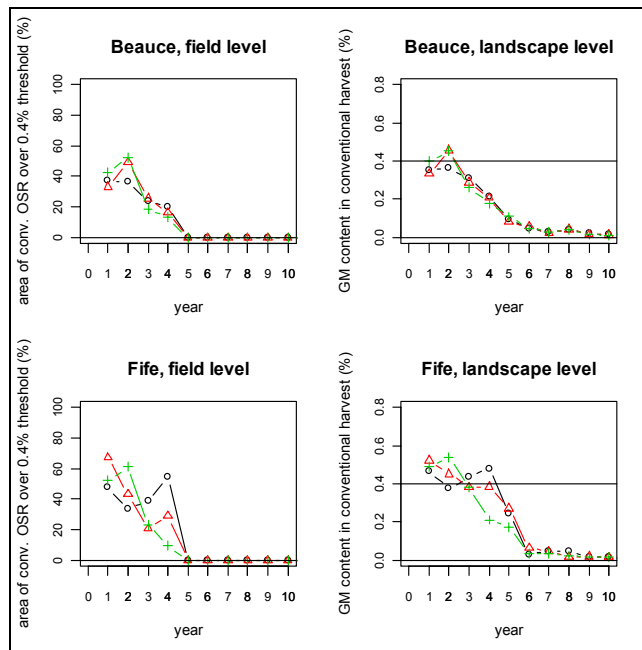 Beauce, field level
area of conv. OSR over 0.4% threshold (%)
100
80
60
40
20
0
0 1 2 3 4 5 6 7 8 9 10
year
Beauce, landscape level
GM content in conventional harvest (%)
0.8
0.6
0.4
0.2
0.0
0 1 2 3 4 5 6 7 8 9 10
year
Fife, field level
area of conv. OSR over 0.4% threshold (%)
100
80
60
40
20
0
0 1 2 3 4 5 6 7 8 9 10
year
Fife, landscape level
GM content in conventional harvest (%)
0.8
0.6
0.4
0.2
0.0
0 1 2 3 4 5 6 7 8 9 10
year